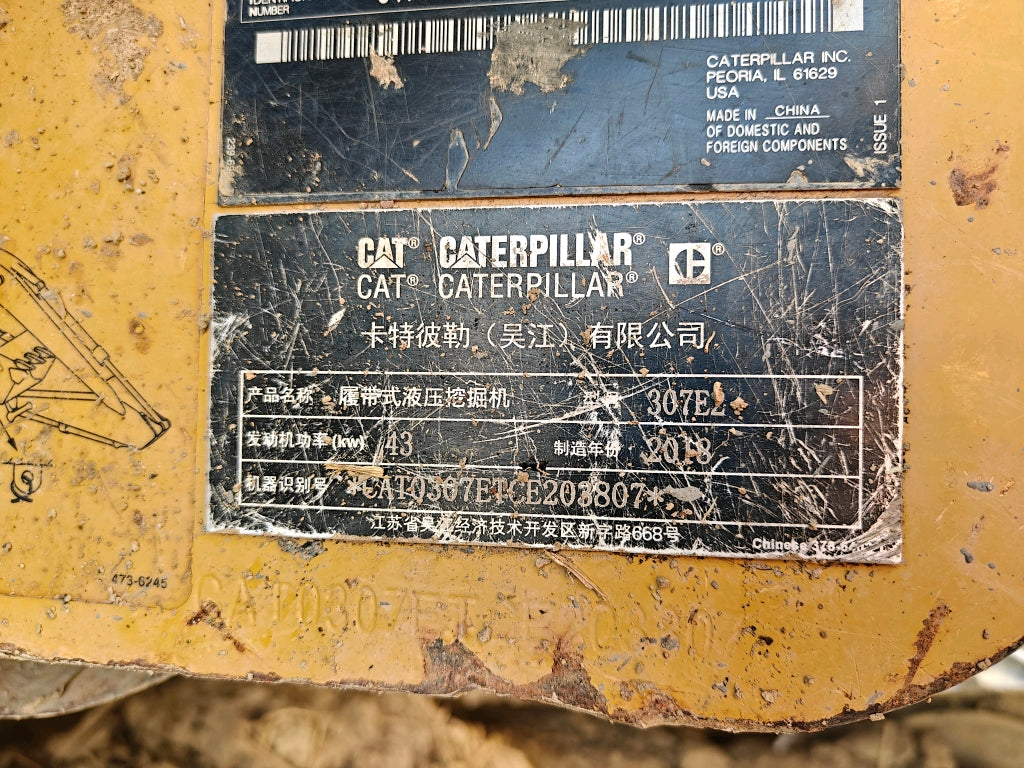 NUMBER
CATERPILLAR INC.
PEORIA, IL 61629
USA
MADE IN CHINA
OF DOMESTIC AND
FOREIGN COMPONENTS
ISSUE 1
CAT® CATERPILLAR® ®
CAT® CATERPILLAR®
卡特彼勒（吴江）有限公司
产品名称 履带式液压挖掘机 型号 307E2
发动机功率(kw) 43 制造年份 2018
机器识别号 *CAT0307ETCE203807*
江苏省吴江经济技术开发区新字路668号
Chinese
473-6245
CAT0307ET